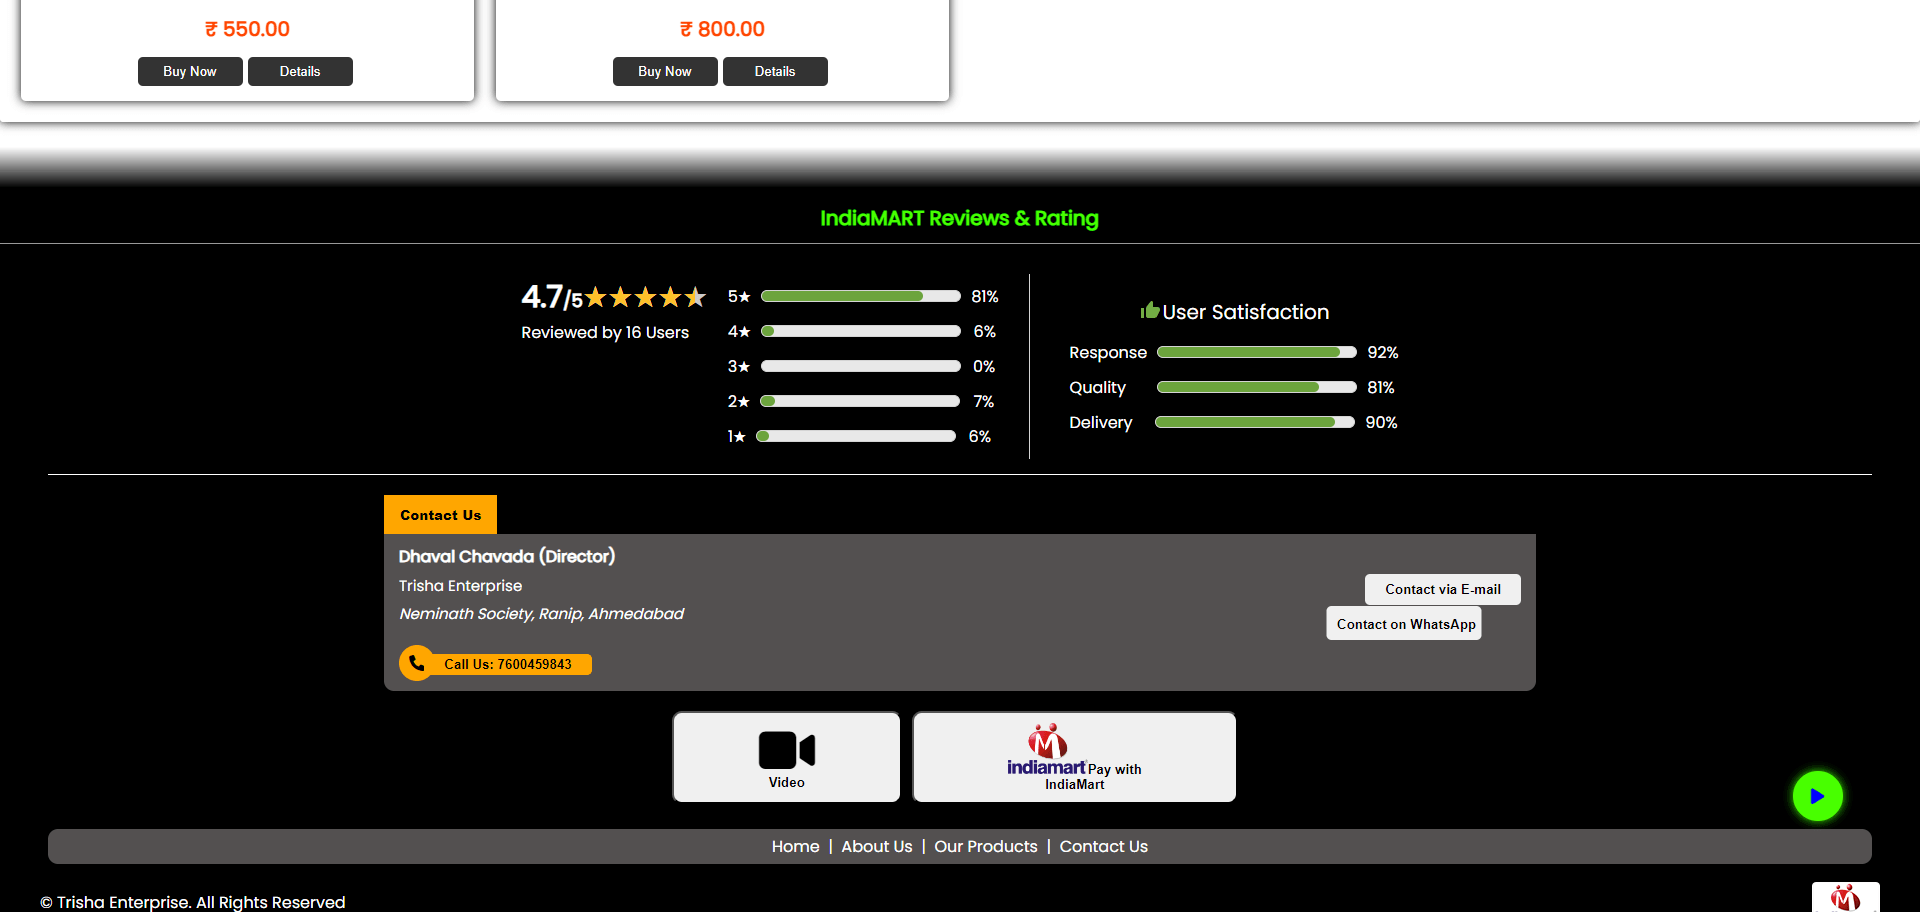 ₹ 550.00
₹ 800.00
Buy Now
Details
Buy Now
Details
IndiaMART Reviews & Rating
4.7/5
Reviewed by 16 Users
5★ 81%
4★ 6%
3★ 0%
2★ 7%
1★ 6%
User Satisfaction
Response 92%
Quality 81%
Delivery 90%
Contact Us
Dhaval Chavada (Director)
Trisha Enterprise
Neminath Society, Ranip, Ahmedabad
Call Us: 7600459843
Contact via E-mail
Contact on WhatsApp
Video
indiamart Pay with
IndiaMart
Home | About Us | Our Products | Contact Us
© Trisha Enterprise. All Rights Reserved